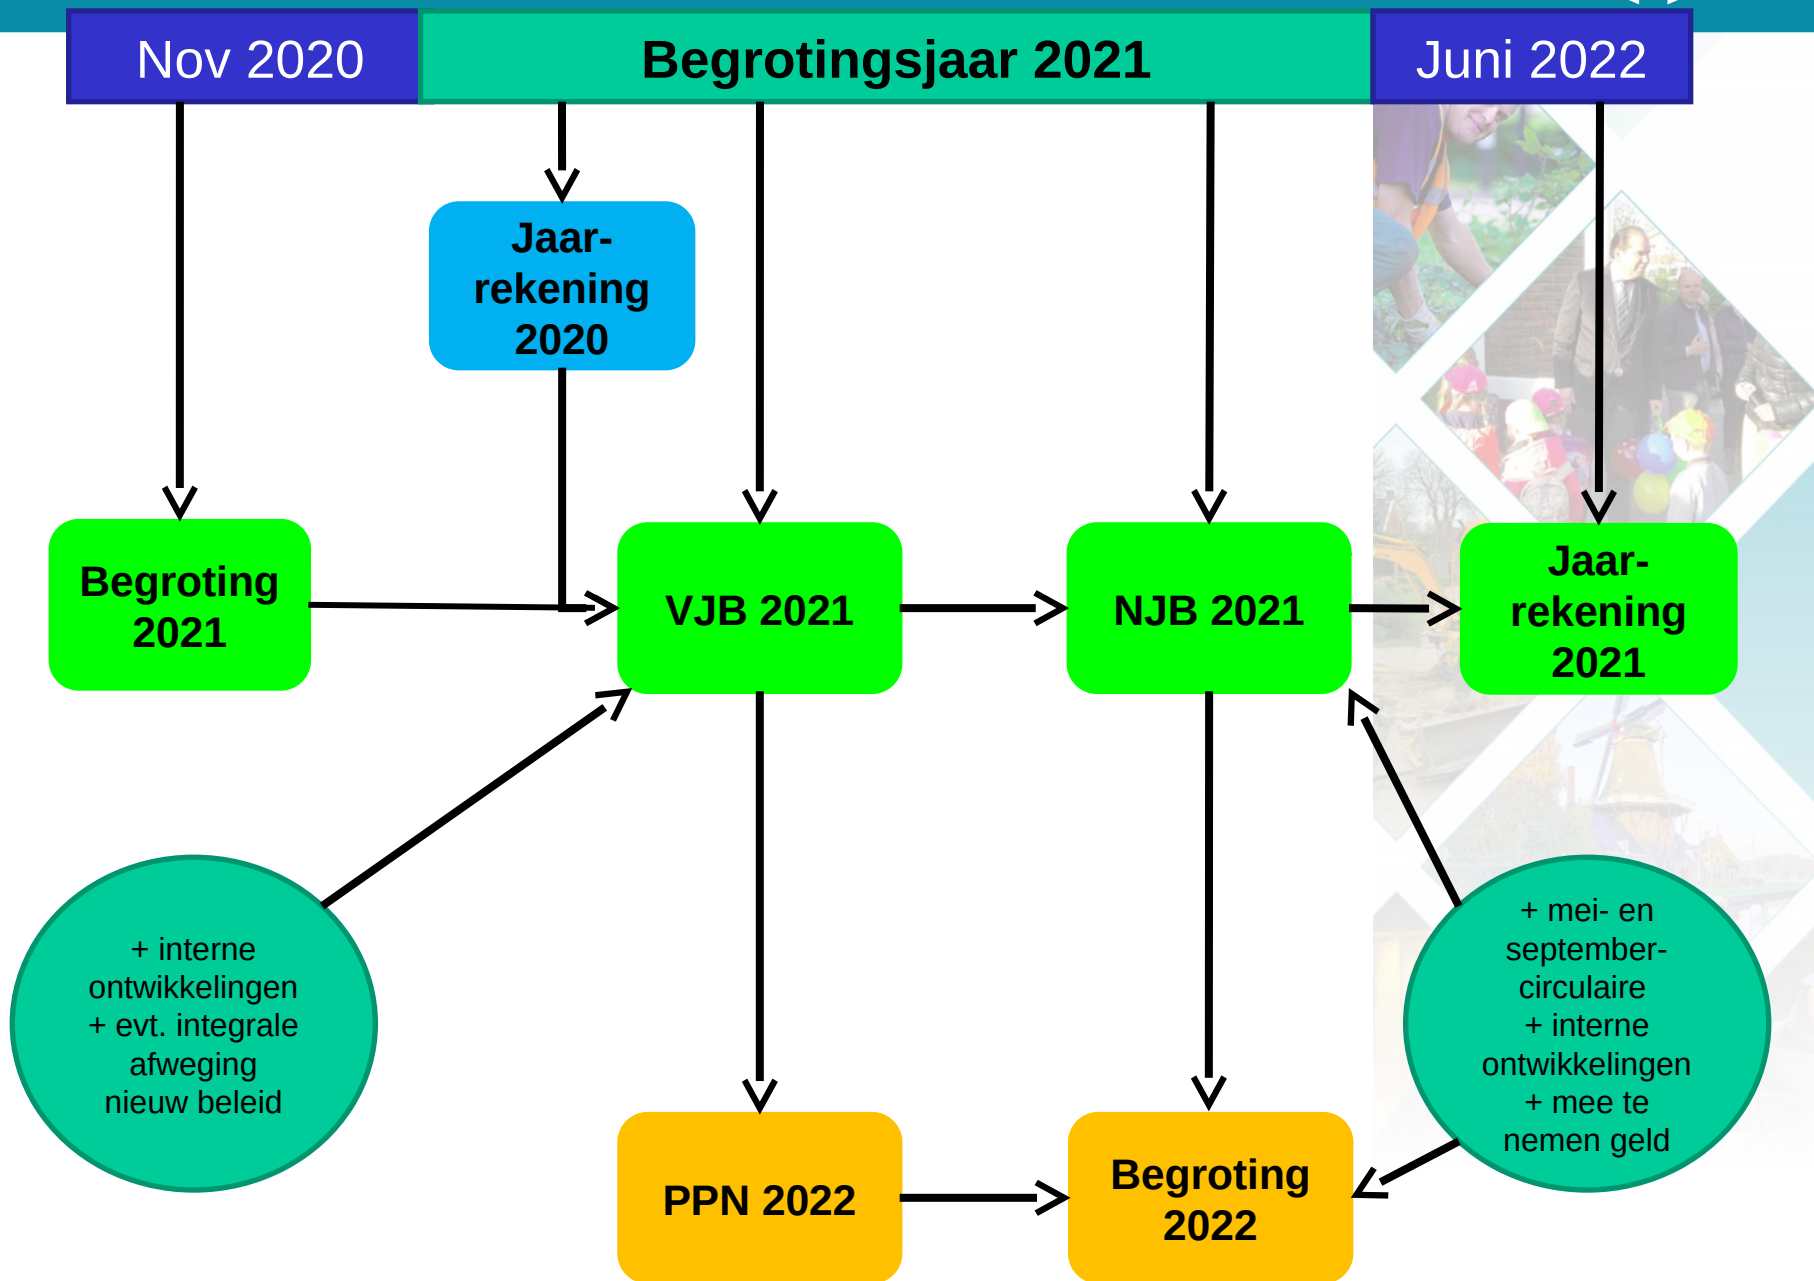 Nov 2020
Begrotingsjaar 2021
Juni 2022
Jaar-
rekening
2020
Begroting
2021
VJB 2021
NJB 2021
Jaar-
rekening
2021
+ interne
ontwikkelingen
+ evt. integrale
afweging
nieuw beleid
+ mei- en
september-
circulaire
+ interne
ontwikkelingen
+ mee te
nemen geld
PPN 2022
Begroting
2022